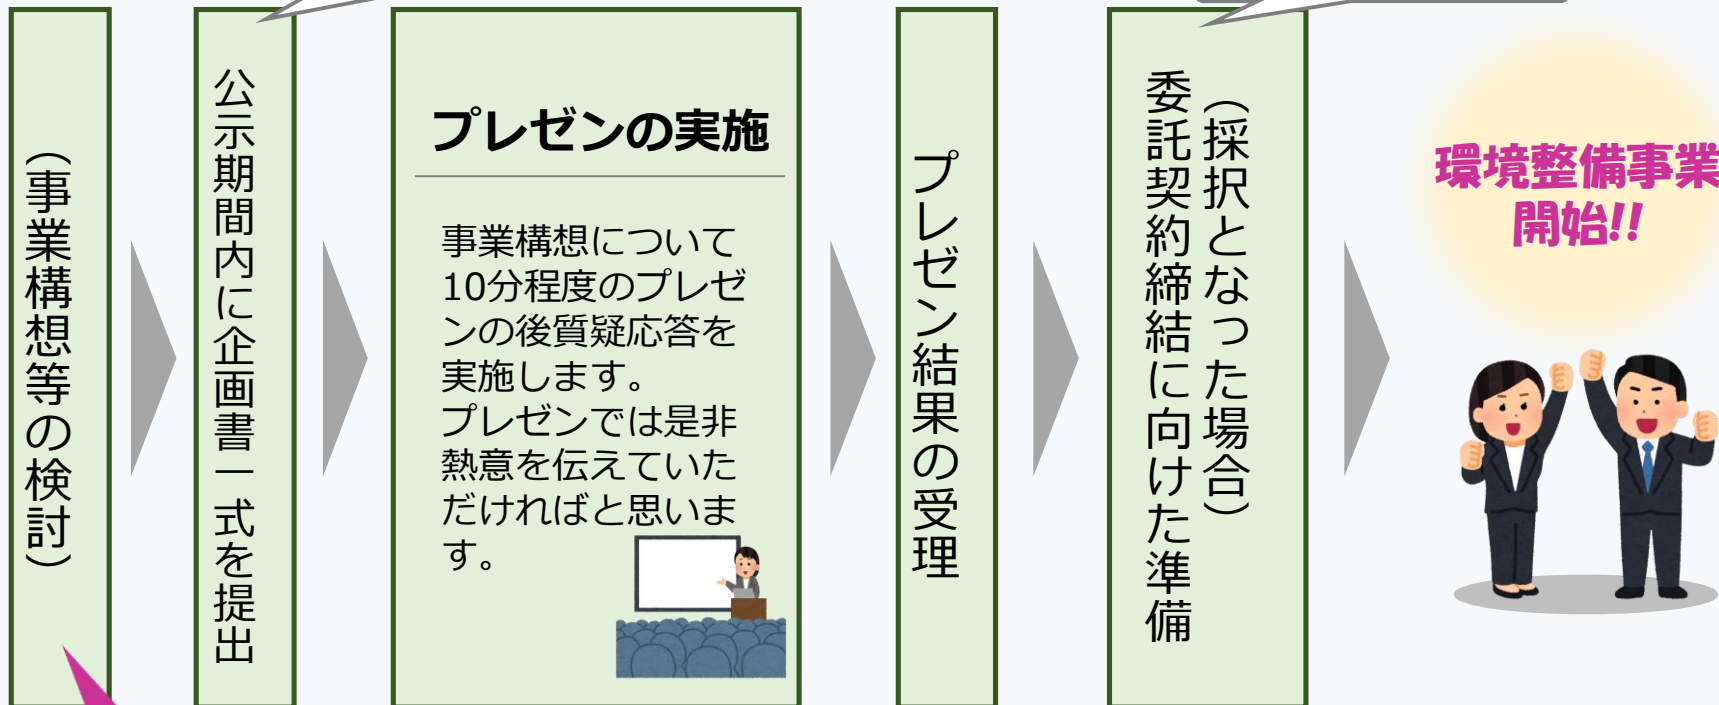 （事業構想等の検討）
公示期間内に企画書一式を提出
プレゼンの実施
事業構想について
10分程度のプレゼ
ンの後質疑応答を
実施します。
プレゼンでは是非
熱意を伝えていた
だければと思いま
す。
プレゼン結果の受理
（採択となった場合）
委託契約締結に向けた準備
環境整備事業
開始!!